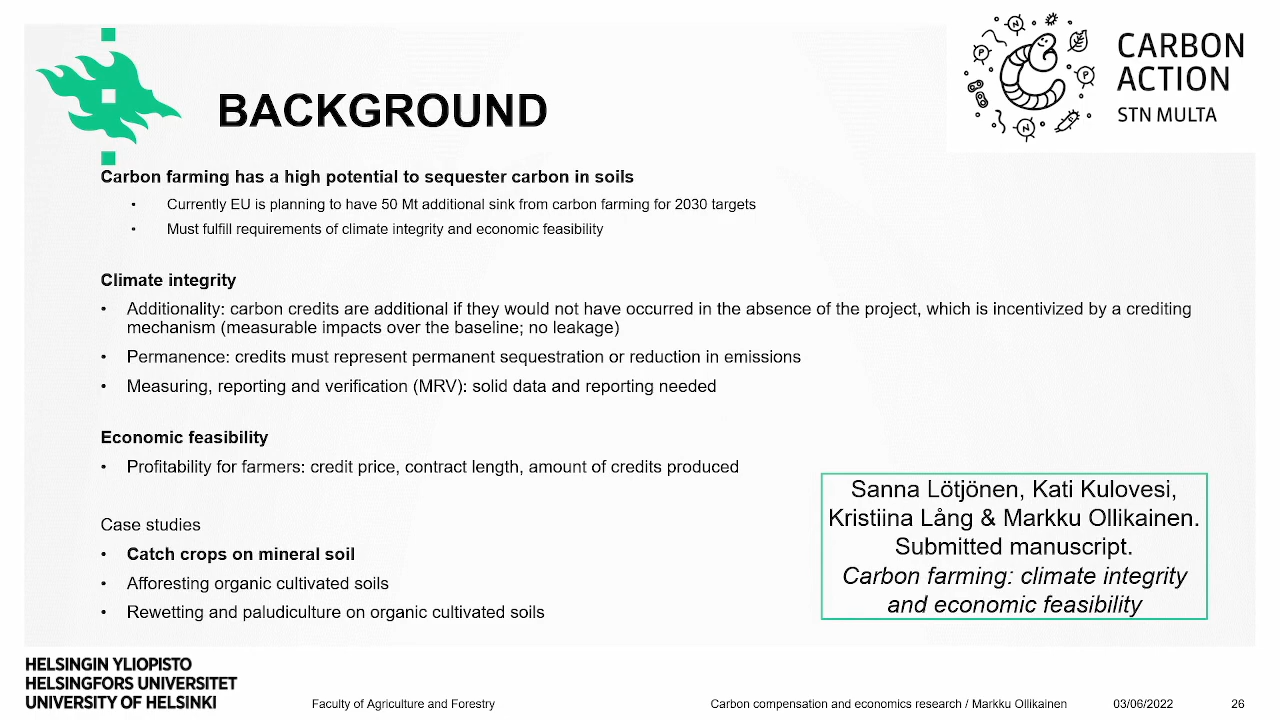 BACKGROUND
CARBON
ACTION
STN MULTA
Carbon farming has a high potential to sequester carbon in soils
• Currently EU is planning to have 50 Mt additional sink from carbon farming for 2030 targets
• Must fulfill requirements of climate integrity and economic feasibility
Climate integrity
• Additionality: carbon credits are additional if they would not have occurred in the absence of the project, which is incentivized by a crediting
mechanism (measurable impacts over the baseline; no leakage)
• Permanence: credits must represent permanent sequestration or reduction in emissions
• Measuring, reporting and verification (MRV): solid data and reporting needed
Economic feasibility
• Profitability for farmers: credit price, contract length, amount of credits produced
Case studies
• Catch crops on mineral soil
• Afforesting organic cultivated soils
• Rewetting and paludiculture on organic cultivated soils
Sanna Lötjönen, Kati Kulovesi,
Kristiina Lång & Markku Ollikainen.
Submitted manuscript.
Carbon farming: climate integrity
and economic feasibility
HELSINGIN YLIOPISTO
HELSINGFORS UNIVERSITET
UNIVERSITY OF HELSINKI
Faculty of Agriculture and Forestry
Carbon compensation and economics research / Markku Ollikainen
03/06/2022
26
N
P
P
N
P
N